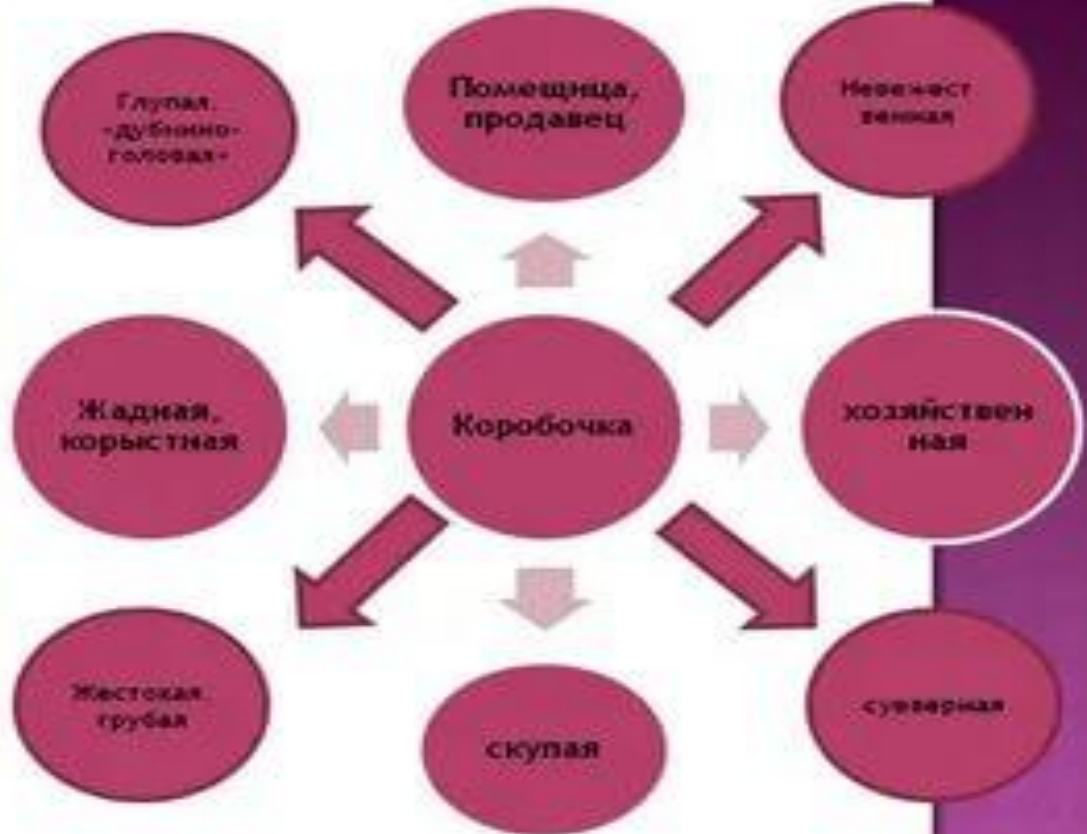 Глупая.
«дубинно-
головая»
Помещица,
продавец
Невежест
венная
Жадная,
корыстная
Коробочка
хозяйствен
ная
Жестокая.
грубая
скупая
суеверная